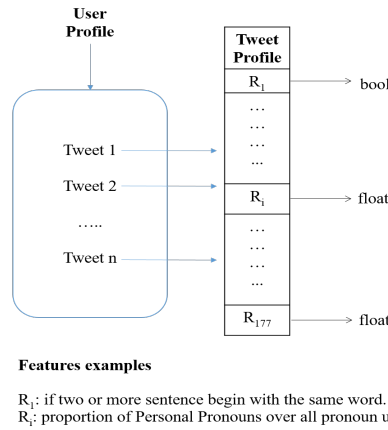 User
Profile
Tweet
Profile
R₁
bool
....
....
....
...
Tweet 1
Tweet 2
.....
Tweet n
Rᵢ
float
....
....
....
...
R₁₇₇
float
Features examples
R₁: if two or more sentence begin with the same word.
Rᵢ: proportion of Personal Pronouns over all pronoun